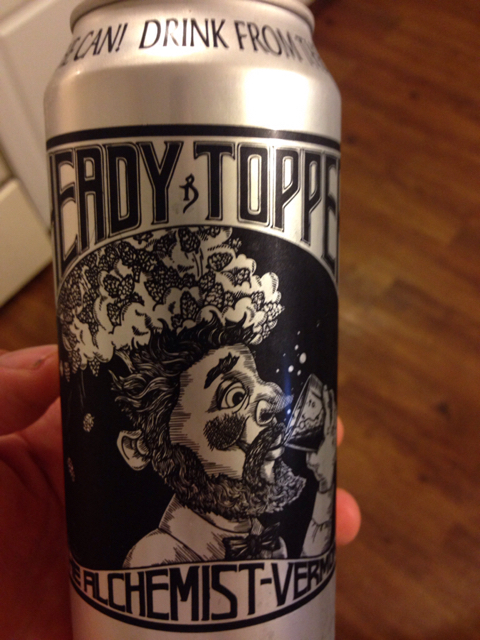 E CAN! DRINK FROM TH
EADY TOPPE
E ALCHEMIST-VERM